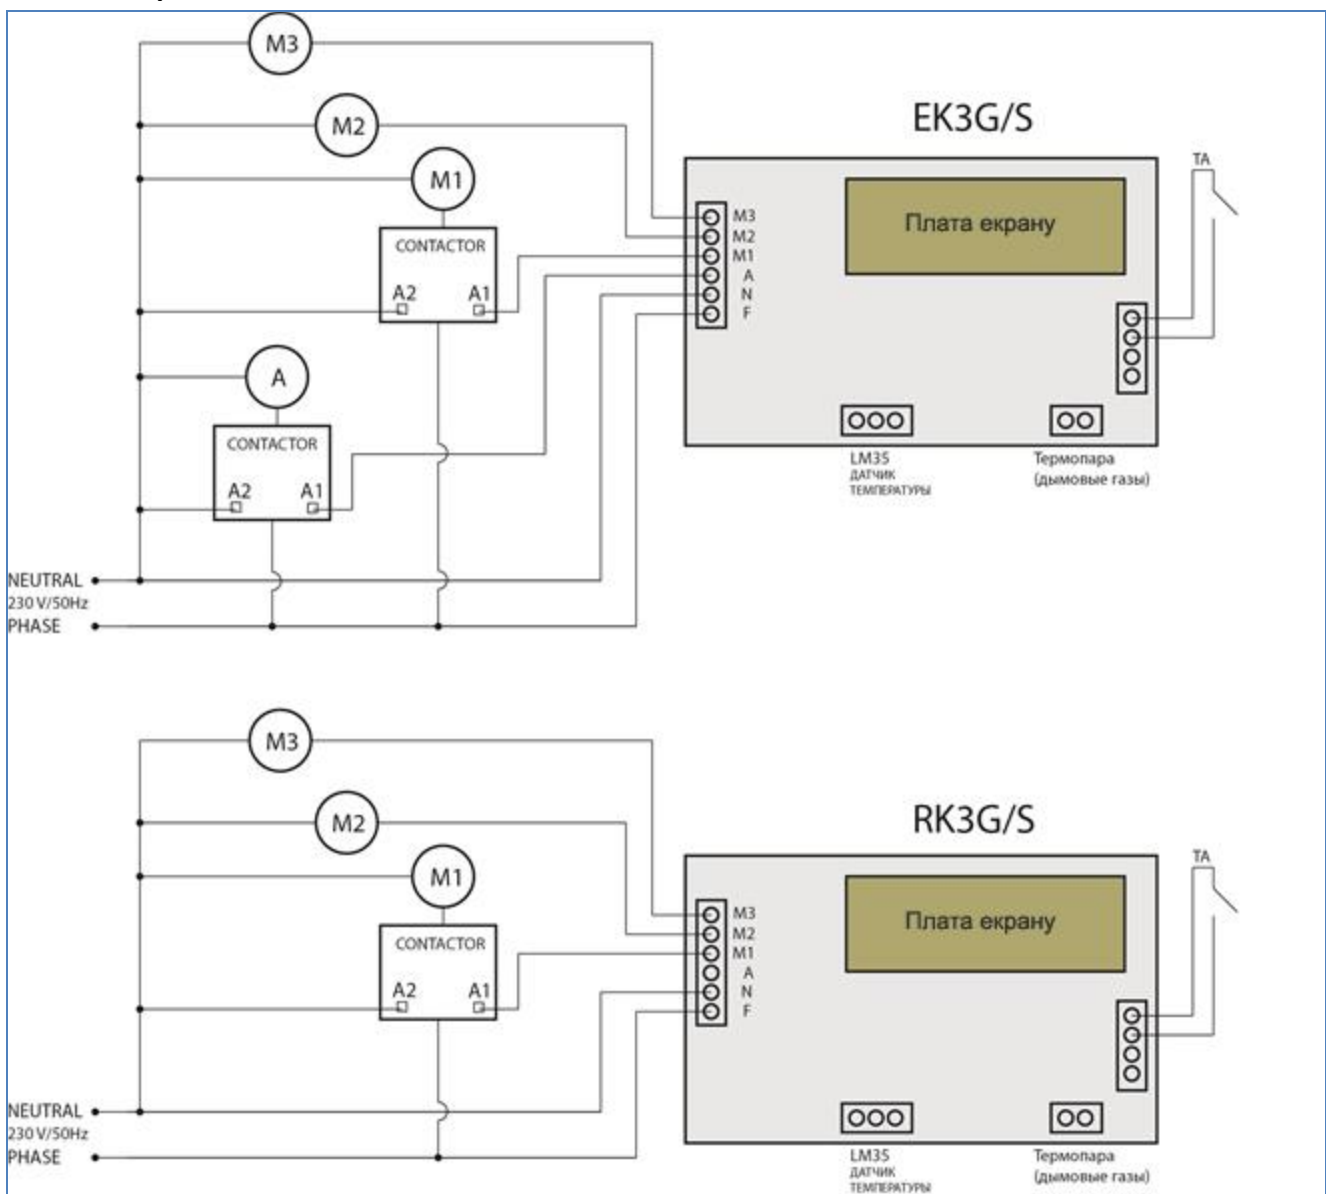 M3
M2
EK3G/S
M1
TA
Плата екрану
M3
M2
M1
A
N
F
CONTACTOR
A2 A1
A
CONTACTOR
A2 A1
LM35
ДАТЧИК
ТЕМПЕРАТУРЫ
Термопара
(дымовые газы)
NEUTRAL
230 V/50Hz
PHASE
M3
M2
RK3G/S
M1
TA
Плата екрану
M3
M2
M1
A
N
F
CONTACTOR
A2 A1
NEUTRAL
230 V/50Hz
PHASE
LM35
ДАТЧИК
ТЕМПЕРАТУРЫ
Термопара
(дымовые газы)